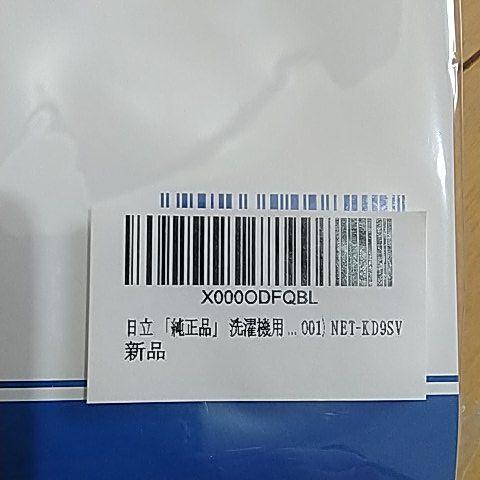 X000ODFQBL
日立 「純正品」 洗濯機用 ... 001) NET-KD9SV
新品